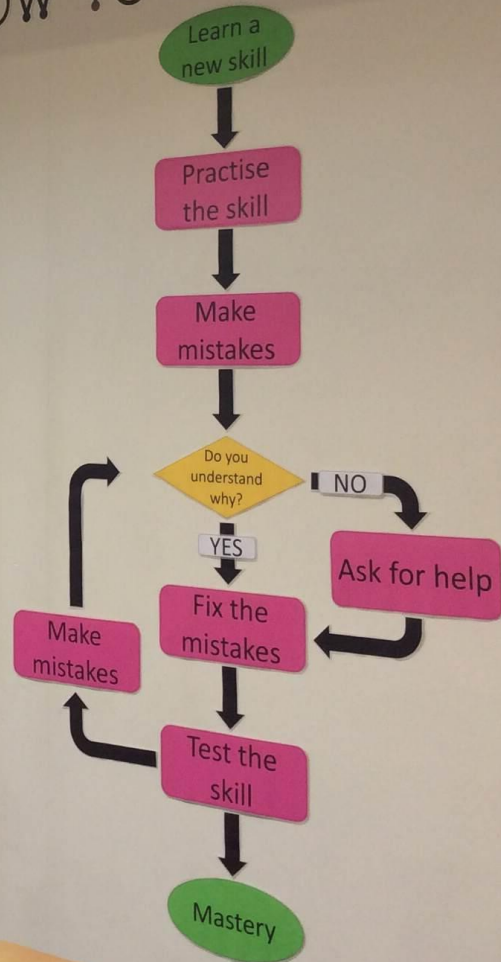 Learn a
new skill
Practise
the skill
Make
mistakes
Do you
understand
why?
NO
YES
Ask for help
Fix the
mistakes
Make
mistakes
Test the
skill
Mastery